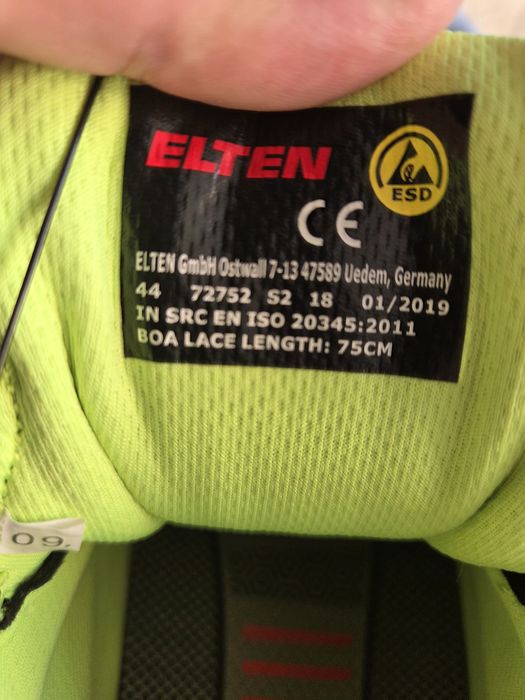 ELTEN
ESD
CE
ELTEN GmbH Ostwall 7-13 47589 Uedem, Germany
44 72752 S2 18 01/2019
IN SRC EN ISO 20345:2011
BOA LACE LENGTH: 75CM
09.